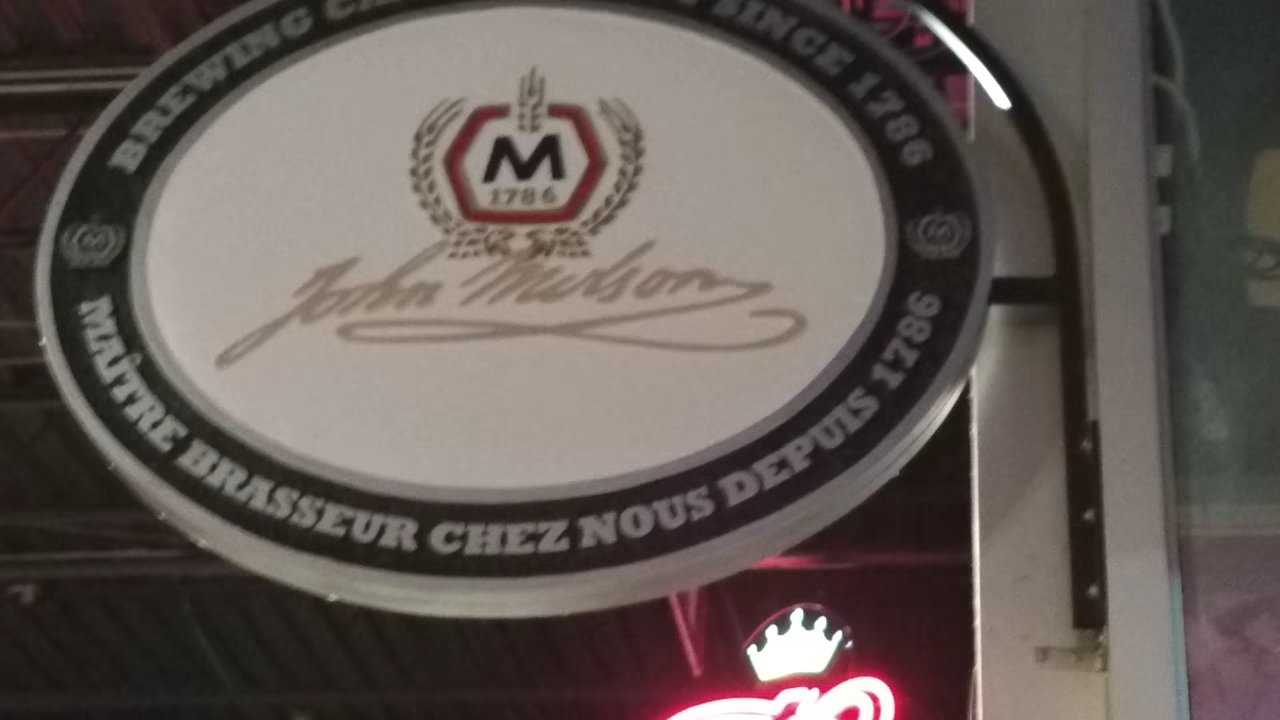 BREWING
SINCE 1786
M
1786
John Molson
MAÎTRE BRASSEUR CHEZ NOUS DEPUIS 1786